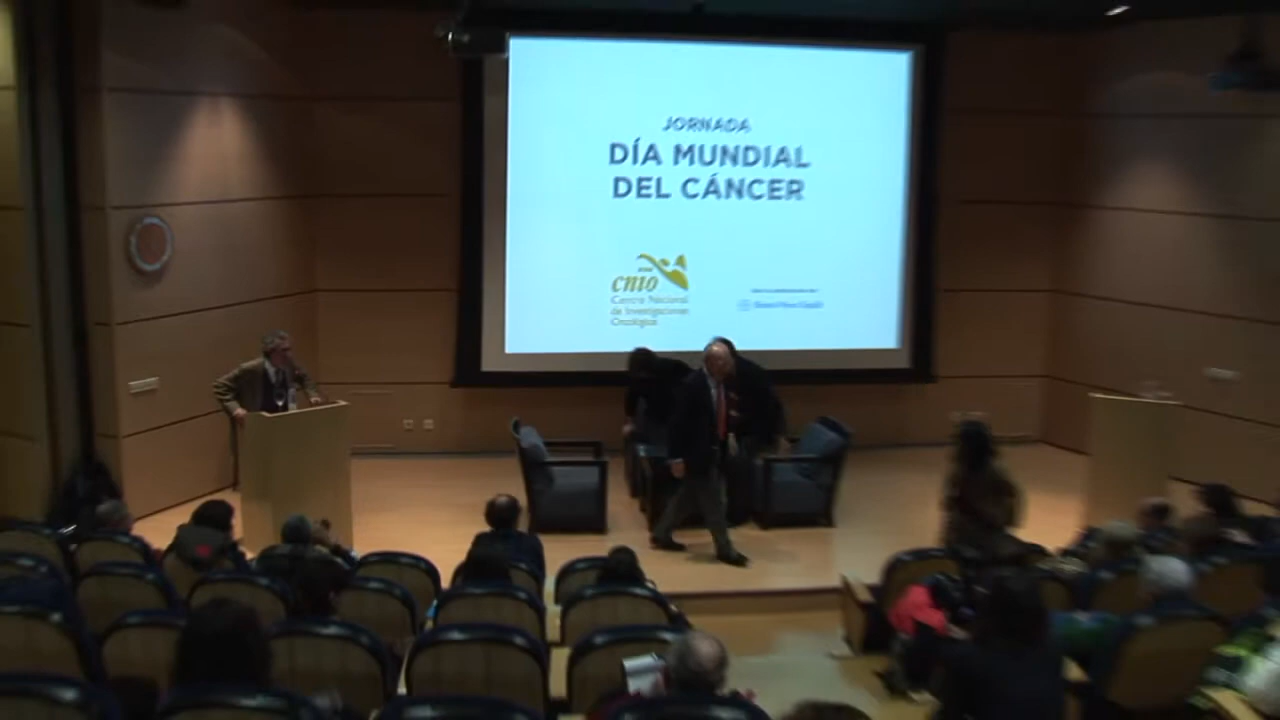 JORNADA
DÍA MUNDIAL
DEL CÁNCER
cnio
Centro Nacional
de Investigaciones
Oncológicas